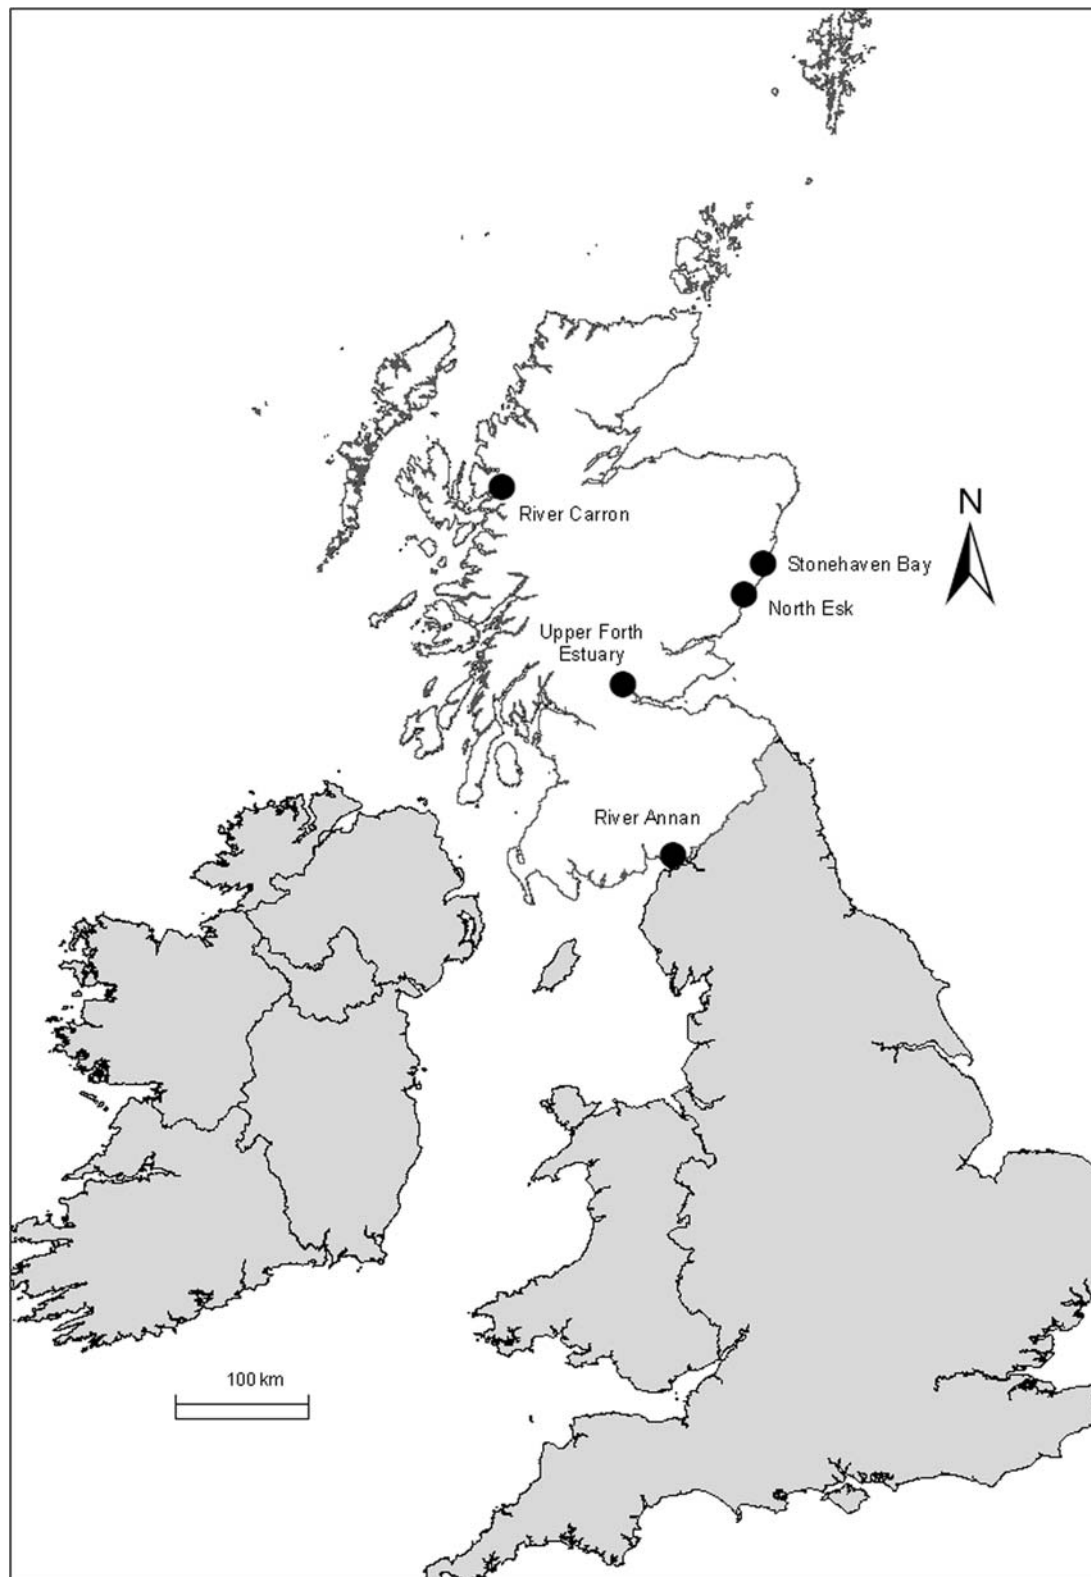 N
River Carron
Stonehaven Bay
North Esk
Upper Forth
Estuary
River Annan
100 km